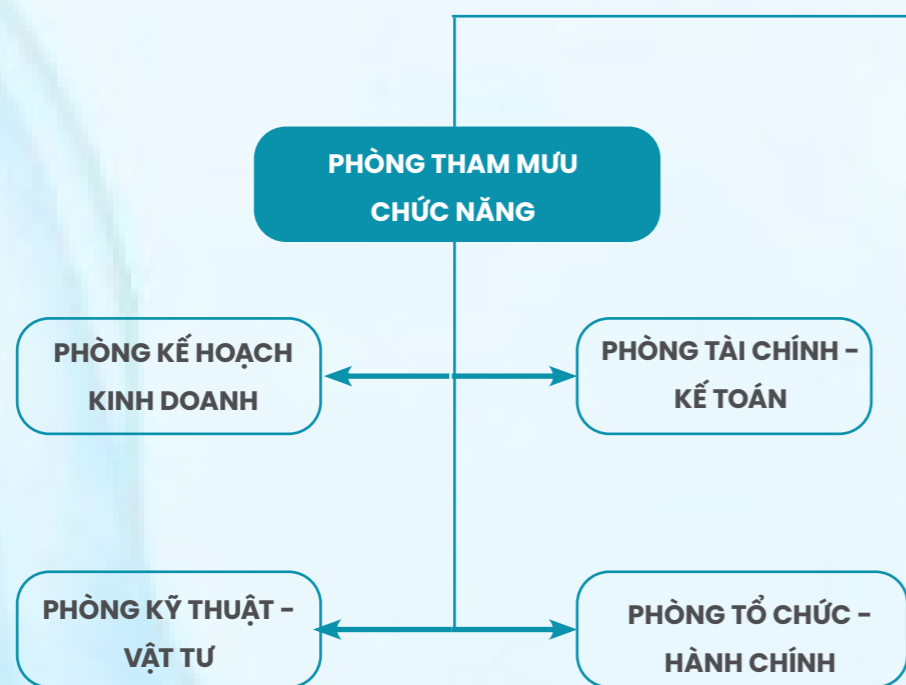 PHÒNG THAM MƯU
CHỨC NĂNG
PHÒNG KẾ HOẠCH
KINH DOANH
PHÒNG TÀI CHÍNH –
KẾ TOÁN
PHÒNG KỸ THUẬT –
VẬT TƯ
PHÒNG TỔ CHỨC –
HÀNH CHÍNH